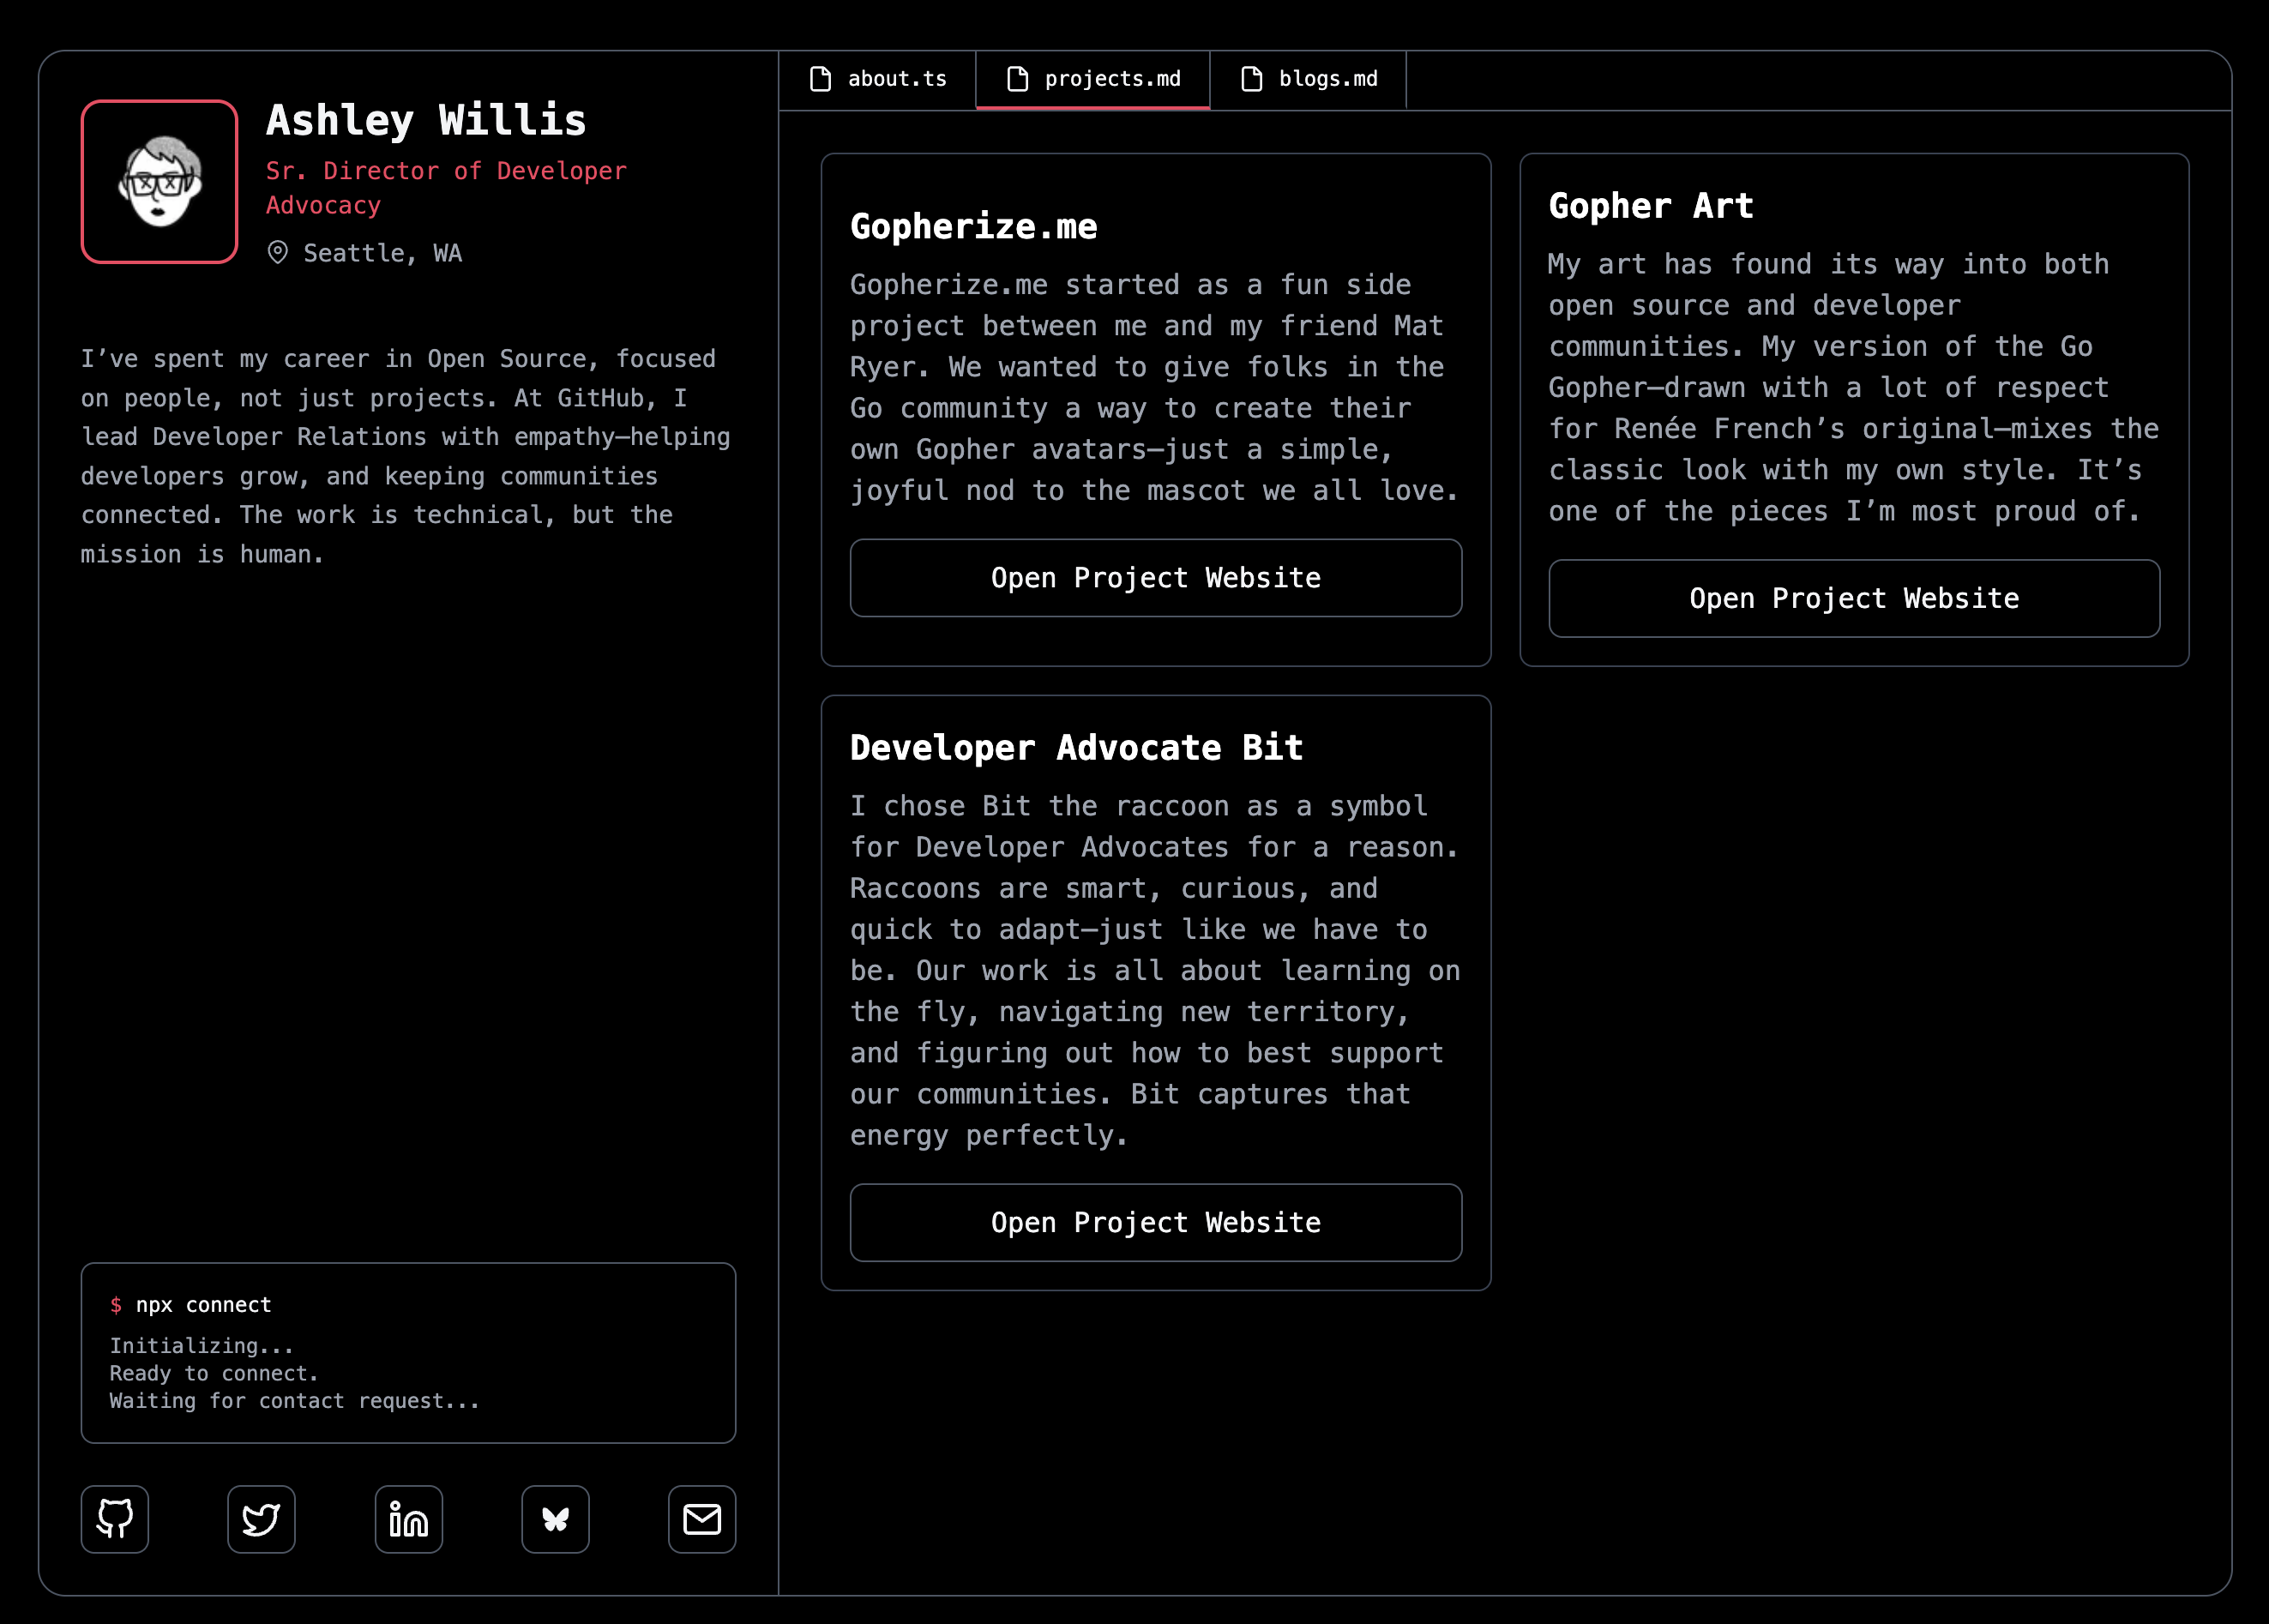 Ashley Willis
Sr. Director of Developer
Advocacy
Seattle, WA
I’ve spent my career in Open Source, focused
on people, not just projects. At GitHub, I
lead Developer Relations with empathy—helping
developers grow, and keeping communities
connected. The work is technical, but the
mission is human.
$ npx connect
Initializing...
Ready to connect.
Waiting for contact request...
about.ts
projects.md
blogs.md
Gopherize.me
Gopherize.me started as a fun side
project between me and my friend Mat
Ryer. We wanted to give folks in the
Go community a way to create their
own Gopher avatars—just a simple,
joyful nod to the mascot we all love.
Open Project Website
Gopher Art
My art has found its way into both
open source and developer
communities. My version of the Go
Gopher—drawn with a lot of respect
for Renée French’s original—mixes the
classic look with my own style. It’s
one of the pieces I’m most proud of.
Open Project Website
Developer Advocate Bit
I chose Bit the raccoon as a symbol
for Developer Advocates for a reason.
Raccoons are smart, curious, and
quick to adapt—just like we have to
be. Our work is all about learning on
the fly, navigating new territory,
and figuring out how to best support
our communities. Bit captures that
energy perfectly.
Open Project Website